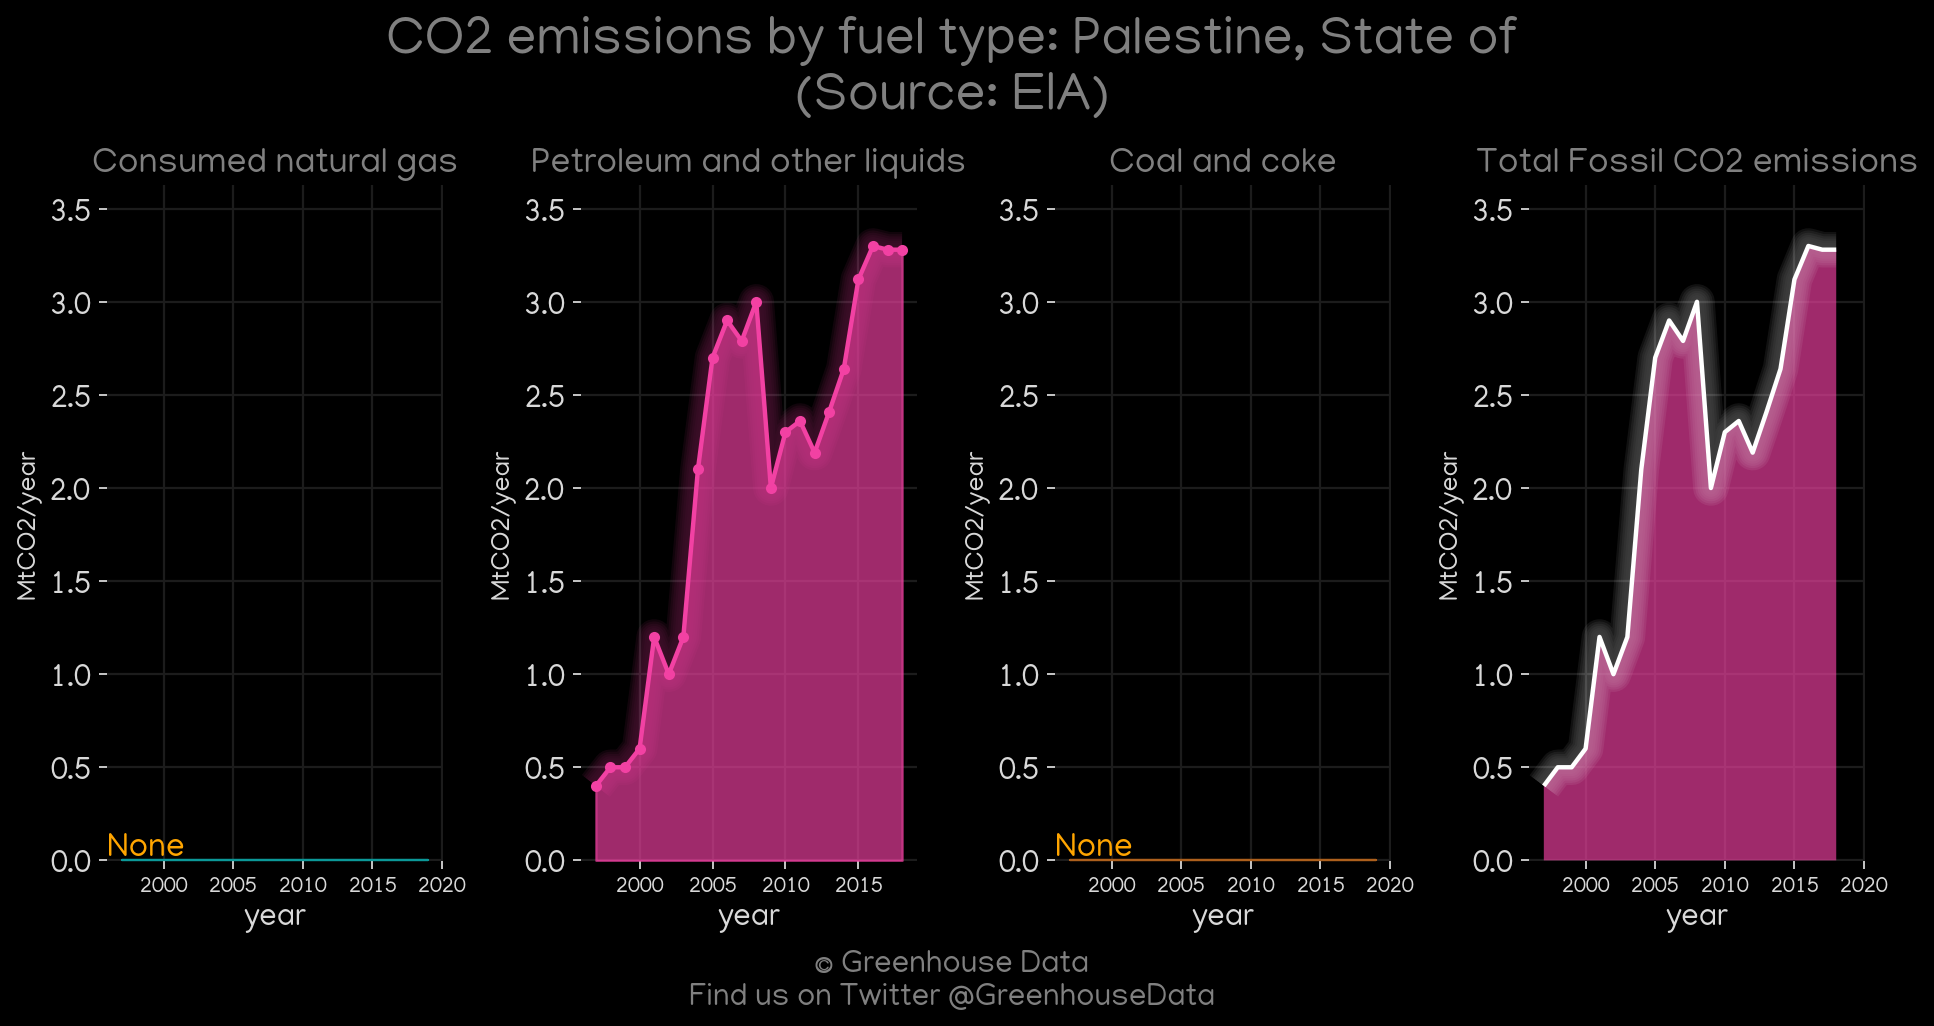 CO2 emissions by fuel type: Palestine, State of
(Source: EIA)
Consumed natural gas
Petroleum and other liquids
Coal and coke
Total Fossil CO2 emissions
MtCO2/year
3.5
3.0
2.5
2.0
1.5
1.0
0.5
0.0
None
2000 2005 2010 2015 2020
year
MtCO2/year
3.5
3.0
2.5
2.0
1.5
1.0
0.5
0.0
2000 2005 2010 2015
year
MtCO2/year
3.5
3.0
2.5
2.0
1.5
1.0
0.5
0.0
None
2000 2005 2010 2015 2020
year
MtCO2/year
3.5
3.0
2.5
2.0
1.5
1.0
0.5
0.0
2000 2005 2010 2015 2020
year
© Greenhouse Data
Find us on Twitter @GreenhouseData